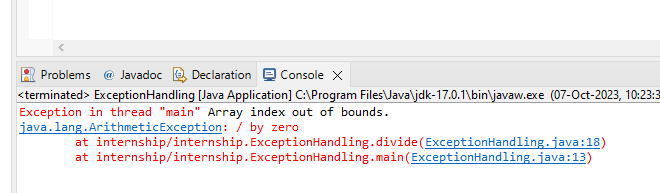 Problems @ Javadoc Declaration Console
<terminated> ExceptionHandling [Java Application] C:\Program Files\Java\jdk-17.0.1\bin\javaw.exe (07-Oct-2023, 10:23:3
Exception in thread "main" Array index out of bounds.
java.lang.ArithmeticException: / by zero
at internship/internship.ExceptionHandling.divide(ExceptionHandling.java:18)
at internship/internship.ExceptionHandling.main(ExceptionHandling.java:13)